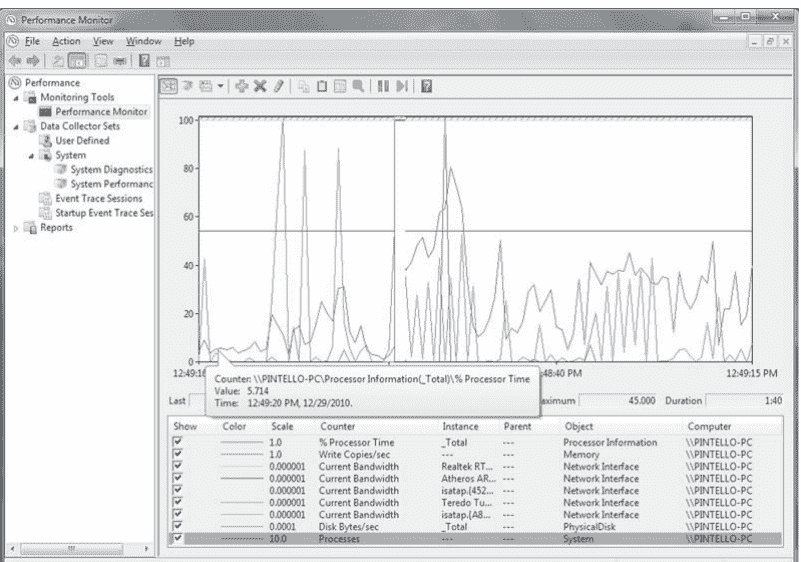 Performance Monitor
File Action View Window Help
Performance
Monitoring Tools
Performance Monitor
Data Collector Sets
User Defined
System
System Diagnostics
System Performanc
Event Trace Sessions
Startup Event Trace Ses
Reports
100
80
60
40
20
0
12:49:16
:48:40 PM
12:49:15 PM
Counter: \\PINTELLO-PC\Processor Information(_Total)\% Processor Time
Value: 5.714
Time: 12:49:20 PM, 12/29/2010.
Last
aximum 45.000 Duration 1:40
Show Color Scale Counter Instance Parent Object Computer
1.0 % Processor Time _Total --- Processor Information \\PINTELLO-PC
1.0 Write Copies/sec --- --- Memory \\PINTELLO-PC
0.000001 Current Bandwidth Realtek RT... --- Network Interface \\PINTELLO-PC
0.000001 Current Bandwidth Atheros AR... --- Network Interface \\PINTELLO-PC
0.000001 Current Bandwidth isatap.{452... --- Network Interface \\PINTELLO-PC
0.000001 Current Bandwidth Teredo Tu... --- Network Interface \\PINTELLO-PC
0.000001 Current Bandwidth isatap.{A8... --- Network Interface \\PINTELLO-PC
0.0001 Disk Bytes/sec _Total --- PhysicalDisk \\PINTELLO-PC
10.0 Processes --- --- System \\PINTELLO-PC